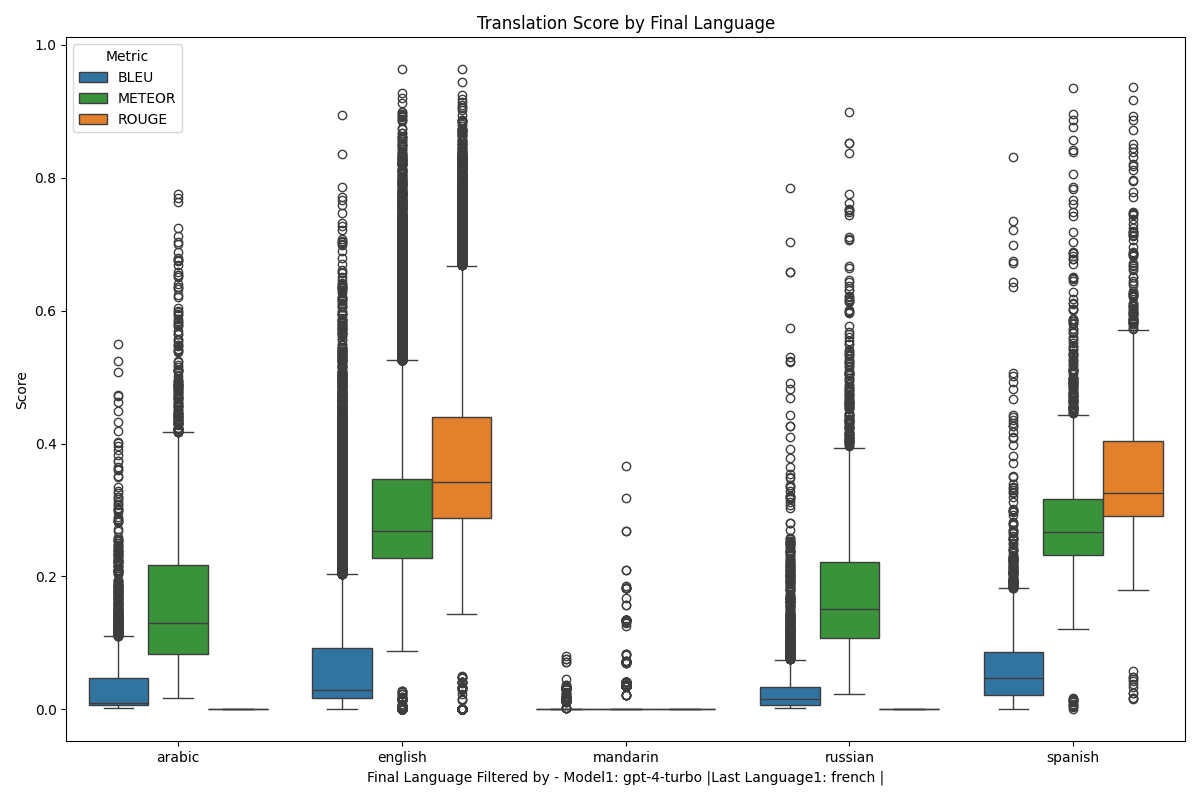 Translation Score by Final Language
Metric
BLEU
METEOR
ROUGE
Score
1.0
0.8
0.6
0.4
0.2
0.0
arabic
english
mandarin
russian
spanish
Final Language Filtered by - Model1: gpt-4-turbo |Last Language1: french |